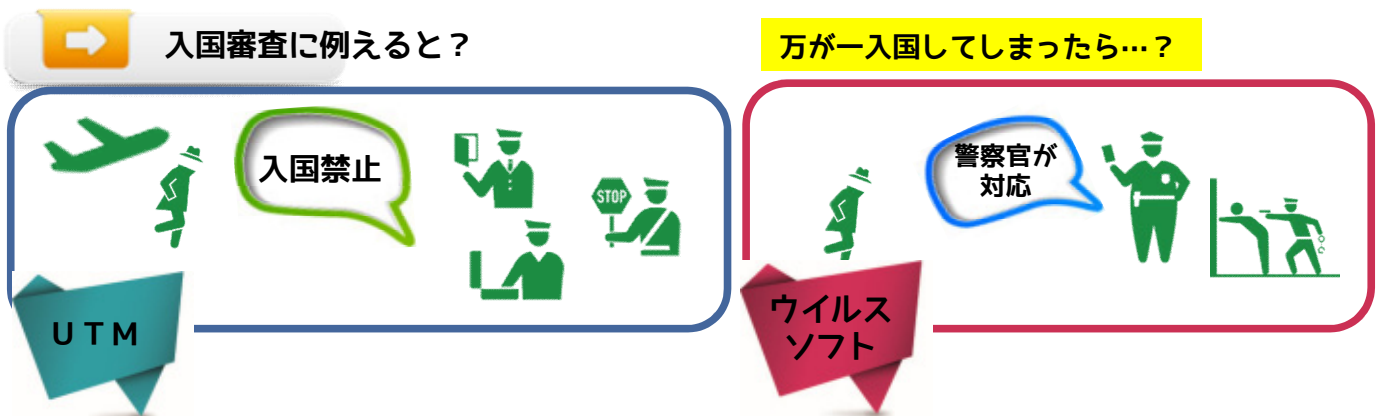 入国審査に例えると？
万が一入国してしまったら…？
入国禁止
STOP
警察官が
対応
ＵＴＭ
ウイルス
ソフト